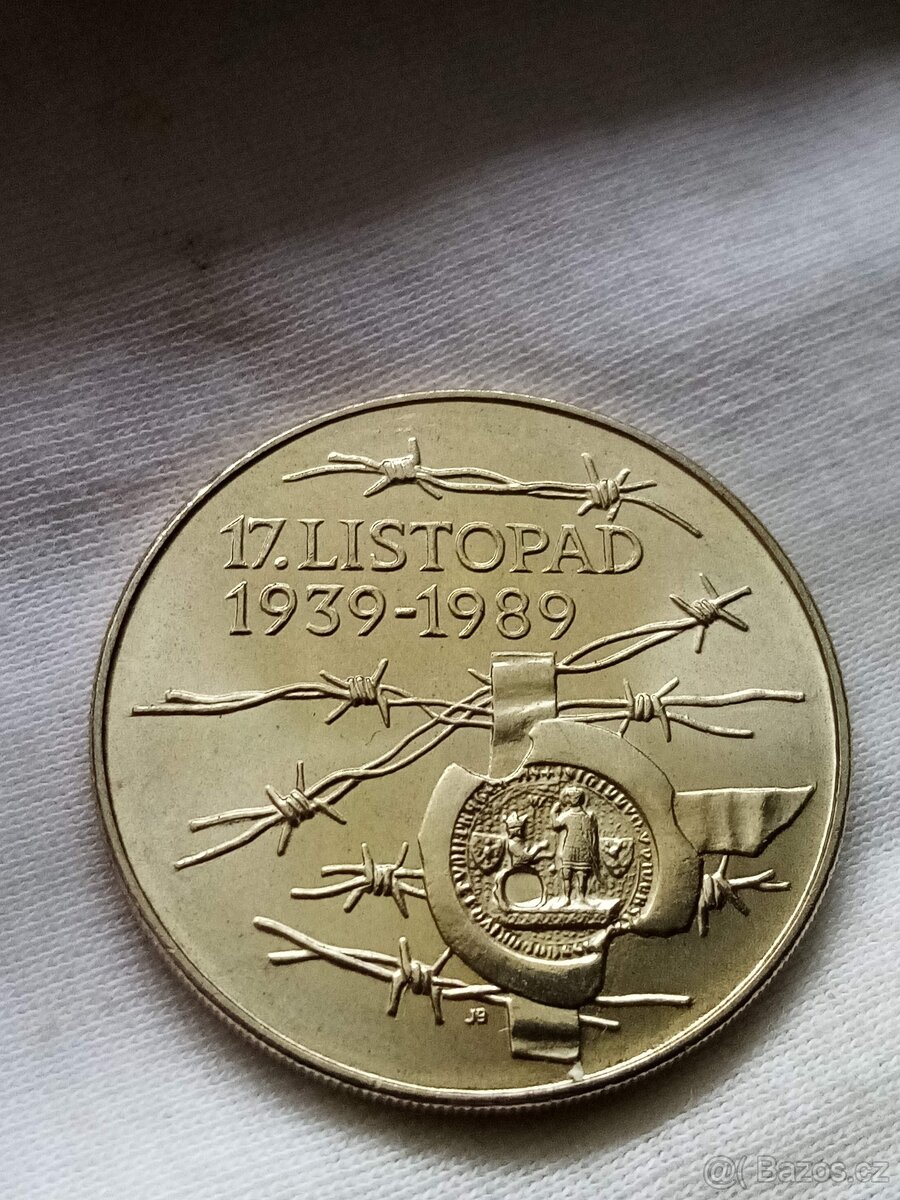 17. LISTOPAD
1939-1989
JB
@( Bazos.cz